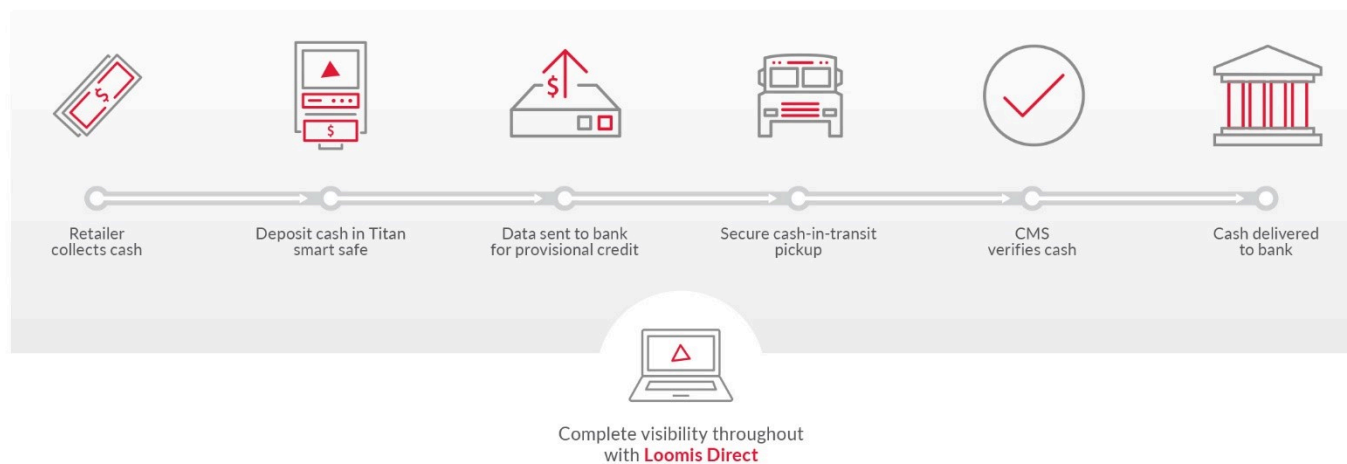 $
$
$
Retailer
collects cash
Deposit cash in Titan
smart safe
Data sent to bank
for provisional credit
Secure cash-in-transit
pickup
CMS
verifies cash
Cash delivered
to bank
Complete visibility throughout
with Loomis Direct